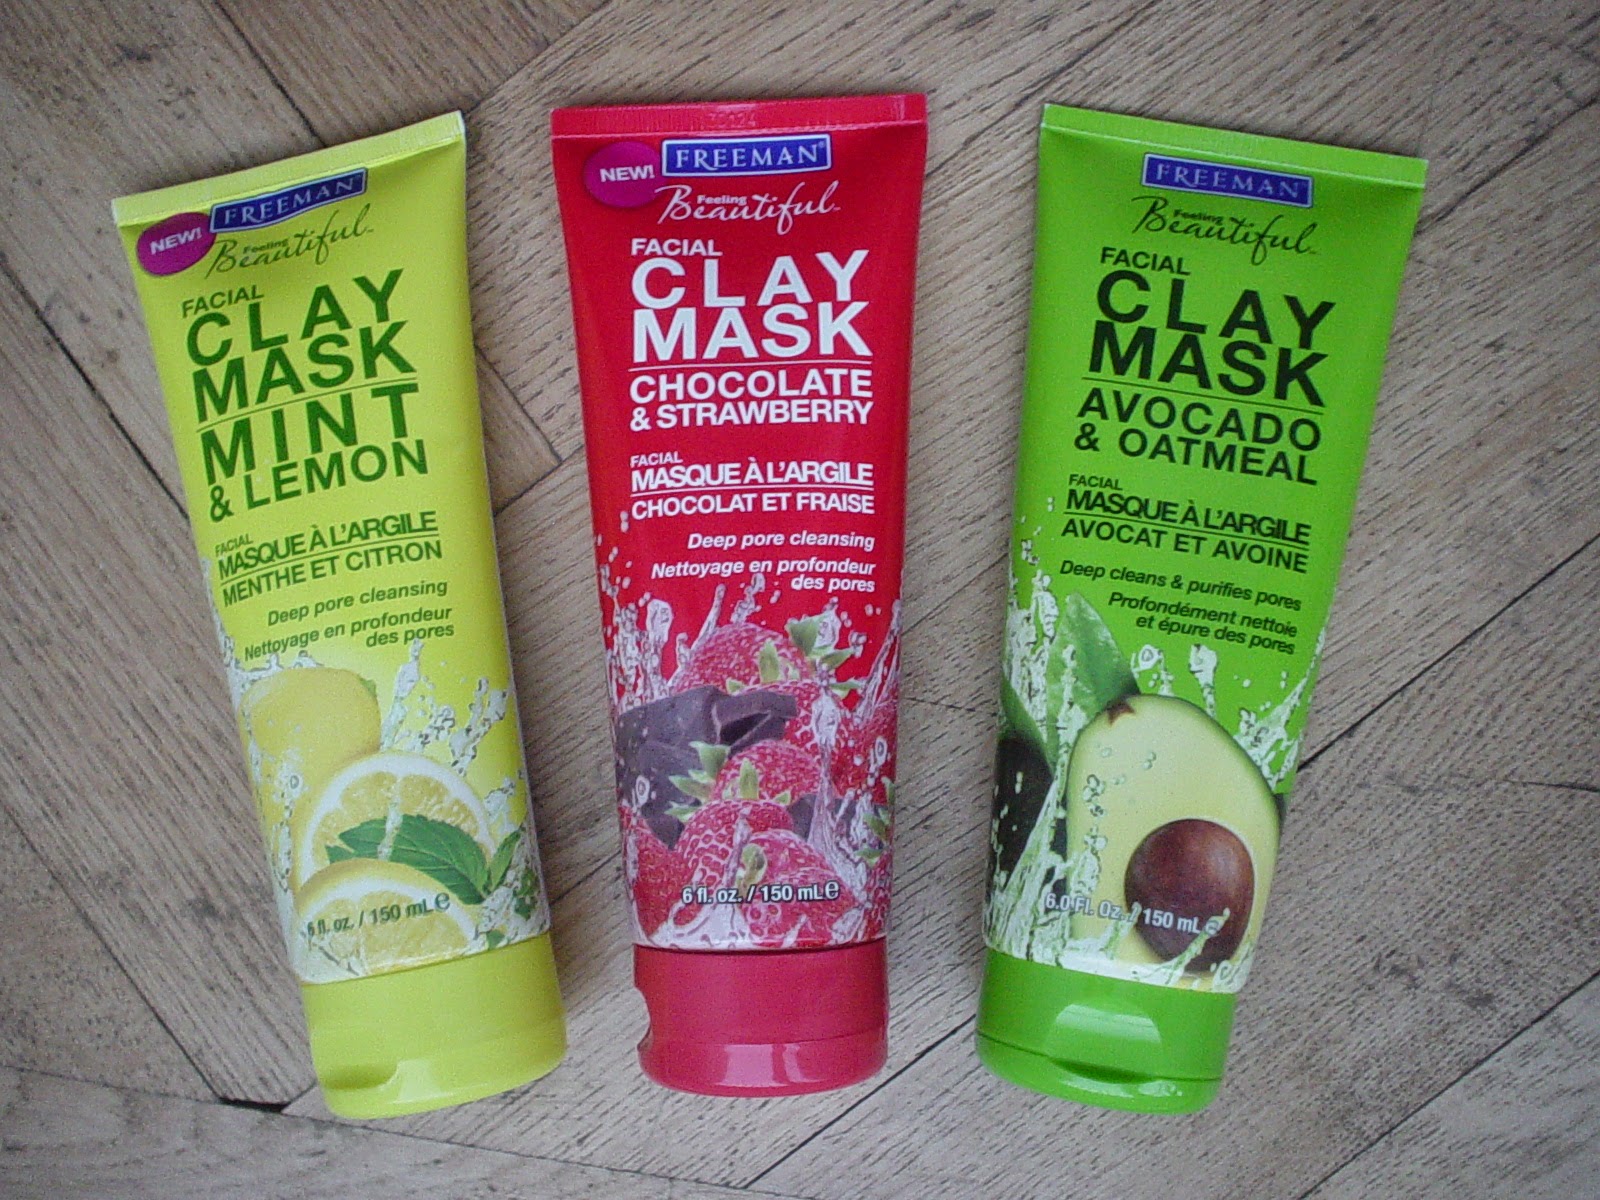 NEW!
FREEMAN®
Feeling
Beautiful™
FACIAL
CLAY
MASK
MINT
& LEMON
FACIAL
MASQUE À L'ARGILE
MENTHE ET CITRON
Deep pore cleansing
Nettoyage en profondeur
des pores
6 fl. oz. / 150 mL e
NEW!
FREEMAN®
Feeling
Beautiful™
FACIAL
CLAY
MASK
CHOCOLATE
& STRAWBERRY
FACIAL
MASQUE À L'ARGILE
CHOCOLAT ET FRAISE
Deep pore cleansing
Nettoyage en profondeur
des pores
6 fl. oz. / 150 mL e
FREEMAN®
Feeling
Beautiful™
FACIAL
CLAY
MASK
AVOCADO
& OATMEAL
FACIAL
MASQUE À L'ARGILE
AVOCAT ET AVOINE
Deep cleans & purifies pores
Profondément nettoie
et épure des pores
6.0 Fl. Oz. / 150 mL e